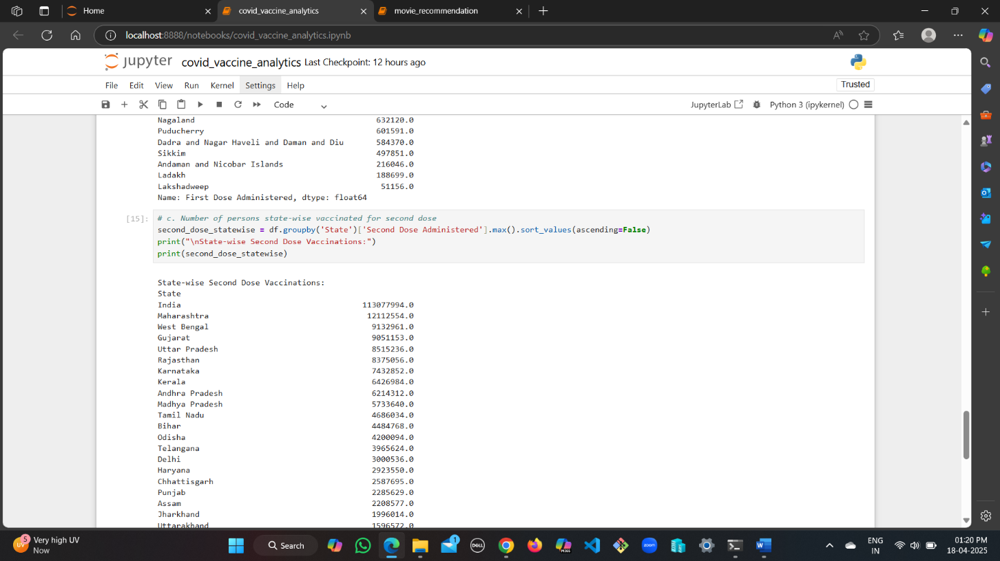 Home
covid_vaccine_analytics
movie_recommendation
localhost:8888/notebooks/covid_vaccine_analytics.ipynb
jupyter covid_vaccine_analytics Last Checkpoint: 12 hours ago
File Edit View Run Kernel Settings Help
Trusted
Code
JupyterLab
Python 3 (ipykernel)
Nagaland 632120.0
Puducherry 601591.0
Dadra and Nagar Haveli and Daman and Diu 584370.0
Sikkim 497851.0
Andaman and Nicobar Islands 216046.0
Ladakh 188699.0
Lakshadweep 51156.0
Name: First Dose Administered, dtype: float64
[15]: # c. Number of persons state-wise vaccinated for second dose
second_dose_statewise = df.groupby('State')['Second Dose Administered'].max().sort_values(ascending=False)
print("\nState-wise Second Dose Vaccinations:")
print(second_dose_statewise)
State-wise Second Dose Vaccinations:
State
India 113077994.0
Maharashtra 12112554.0
West Bengal 9132961.0
Gujarat 9051153.0
Uttar Pradesh 8515236.0
Rajasthan 8375056.0
Karnataka 7432852.0
Kerala 6426984.0
Andhra Pradesh 6214312.0
Madhya Pradesh 5733640.0
Tamil Nadu 4686034.0
Bihar 4484768.0
Odisha 4200094.0
Telangana 3965624.0
Delhi 3000536.0
Haryana 2923550.0
Chhattisgarh 2587695.0
Punjab 2285629.0
Assam 2208577.0
Jharkhand 1996014.0
Uttarakhand 1596572.0
5
UV
Very high UV
Now
Search
1
DELL
M365
zoom
W
ENG
IN
01:20 PM
18-04-2025